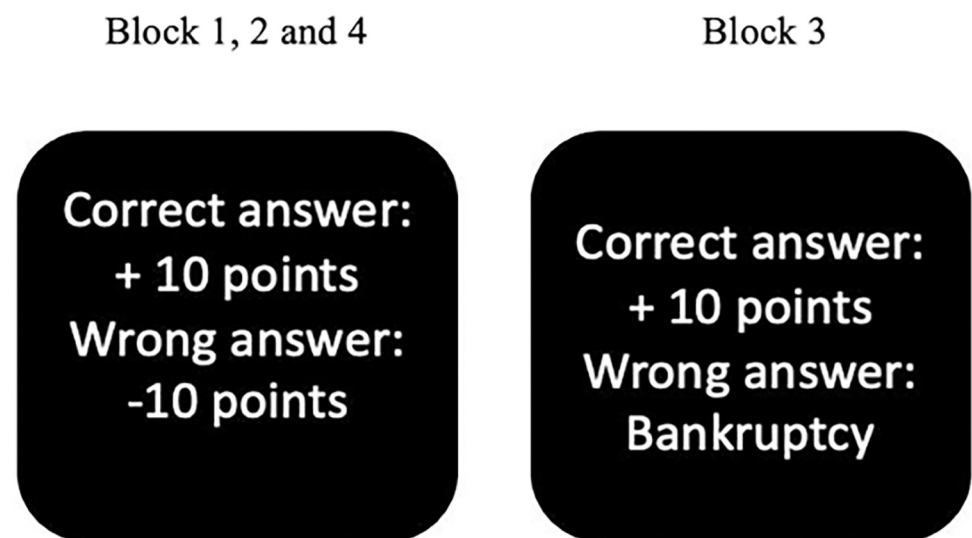 Block 1, 2 and 4
Correct answer:
+ 10 points
Wrong answer:
-10 points
Block 3
Correct answer:
+ 10 points
Wrong answer:
Bankruptcy